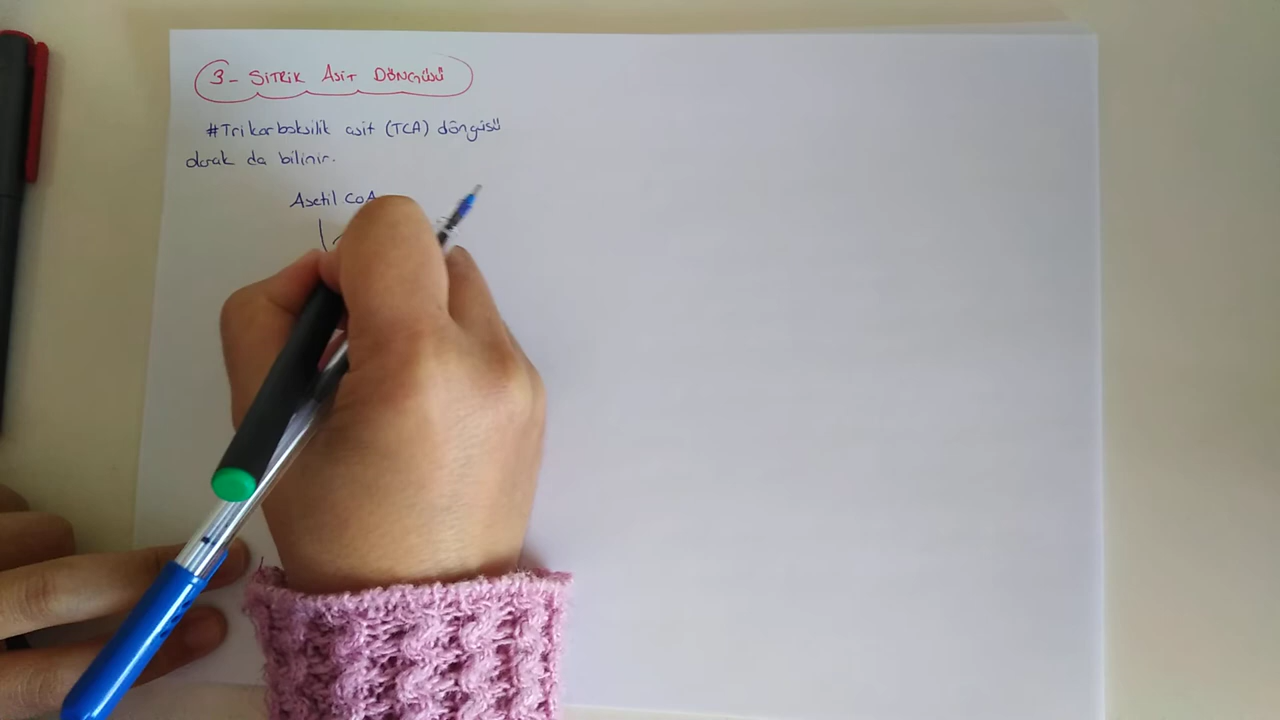 3- SİTRİK ASİT DÖNGÜSÜ
#Trikarboksilik asit (TCA) döngüsü
olarak da bilinir.
Asetil CoA